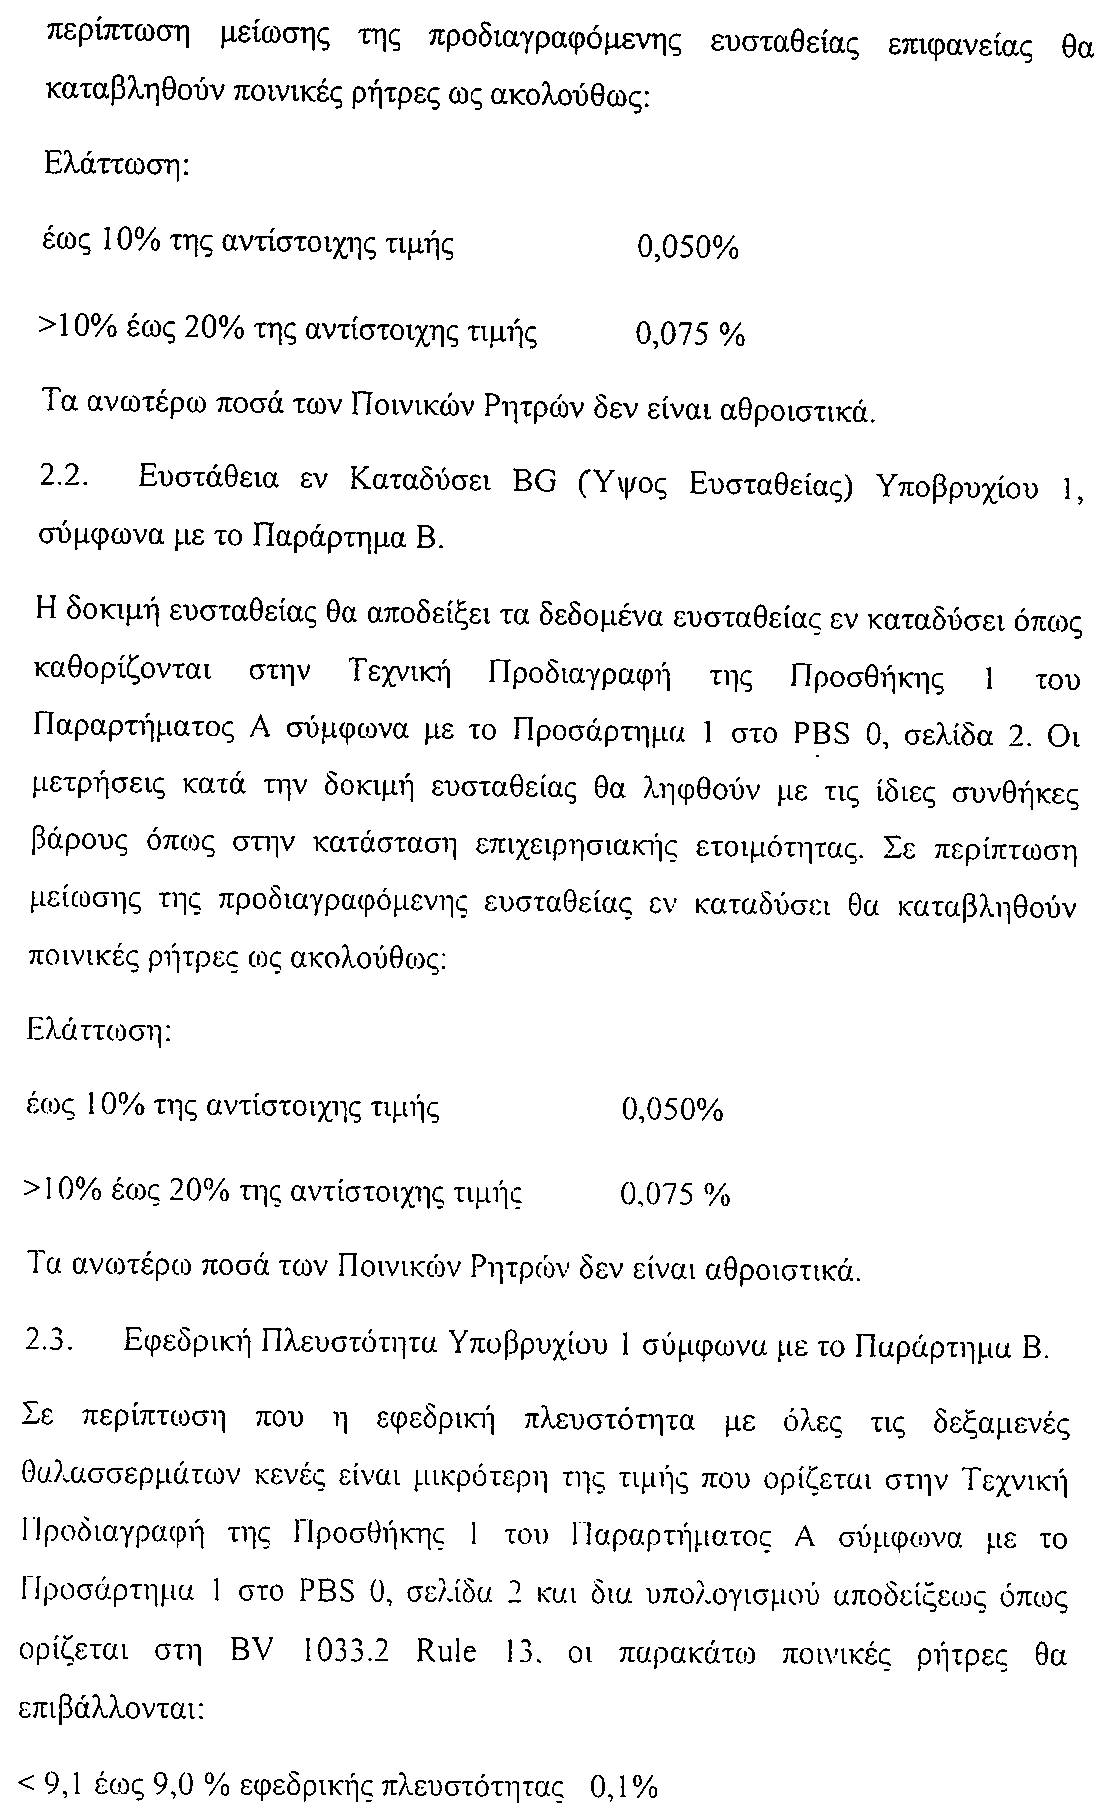 περίπτωση μείωσης της προδιαγραφόμενης ευσταθείας επιφανείας θα
καταβληθούν ποινικές ρήτρες ως ακολούθως:
Ελάττωση:
έως 10% της αντίστοιχης τιμής 0,050%
>10% έως 20% της αντίστοιχης τιμής 0,075 %
Τα ανωτέρω ποσά των Ποινικών Ρητρών δεν είναι αθροιστικά.
2.2. Ευστάθεια εν Καταδύσει BG (Ύψος Ευσταθείας) Υποβρυχίου 1,
σύμφωνα με το Παράρτημα Β.
Η δοκιμή ευσταθείας θα αποδείξει τα δεδομένα ευσταθείας εν καταδύσει όπως
καθορίζονται στην Τεχνική Προδιαγραφή της Προσθήκης 1 του
Παραρτήματος Α σύμφωνα με το Προσάρτημα 1 στο PBS 0, σελίδα 2. Οι
μετρήσεις κατά την δοκιμή ευσταθείας θα ληφθούν με τις ίδιες συνθήκες
βάρους όπως στην κατάσταση επιχειρησιακής ετοιμότητας. Σε περίπτωση
μείωσης της προδιαγραφόμενης ευσταθείας εν καταδύσει θα καταβληθούν
ποινικές ρήτρες ως ακολούθως:
Ελάττωση:
έως 10% της αντίστοιχης τιμής 0,050%
>10% έως 20% της αντίστοιχης τιμής 0,075 %
Τα ανωτέρω ποσά των Ποινικών Ρητρών δεν είναι αθροιστικά.
2.3. Εφεδρική Πλευστότητα Υποβρυχίου 1 σύμφωνα με το Παράρτημα Β.
Σε περίπτωση που η εφεδρική πλευστότητα με όλες τις δεξαμενές
θαλασσερμάτων κενές είναι μικρότερη της τιμής που ορίζεται στην Τεχνική
Προδιαγραφή της Προσθήκης 1 του Παραρτήματος Α σύμφωνα με το
Προσάρτημα 1 στο PBS 0, σελίδα 2 και δια υπολογισμού αποδείξεως όπως
ορίζεται στη BV 1033.2 Rule 13. οι παρακάτω ποινικές ρήτρες θα
επιβάλλονται:
< 9,1 έως 9,0 % εφεδρικής πλευστότητας 0,1%